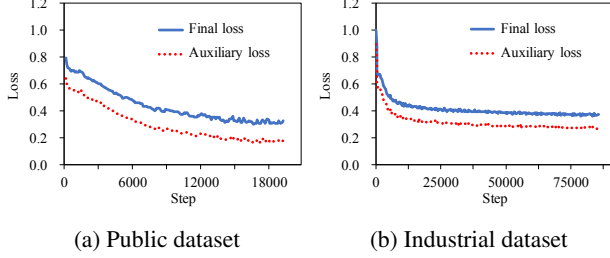 1.2
1.0
0.8
0.6
0.4
0.2
0.0
Loss
Final loss
Auxiliary loss
0 6000 12000 18000
Step
(a) Public dataset
1.2
1.0
0.8
0.6
0.4
0.2
0.0
Loss
Final loss
Auxiliary loss
0 25000 50000 75000
Step
(b) Industrial dataset